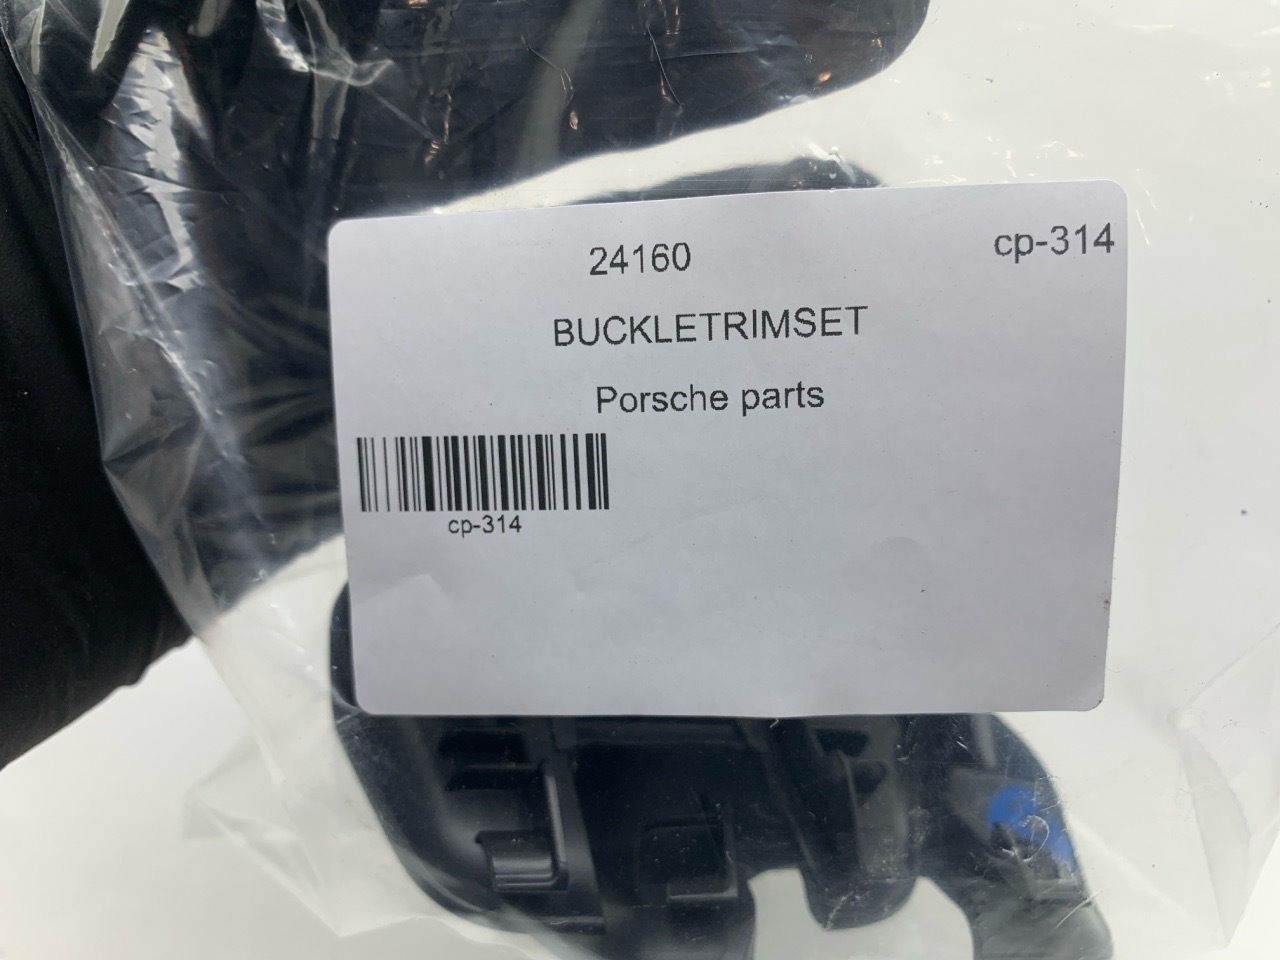 24160
cp-314
BUCKLETRIMSET
Porsche parts
cp-314